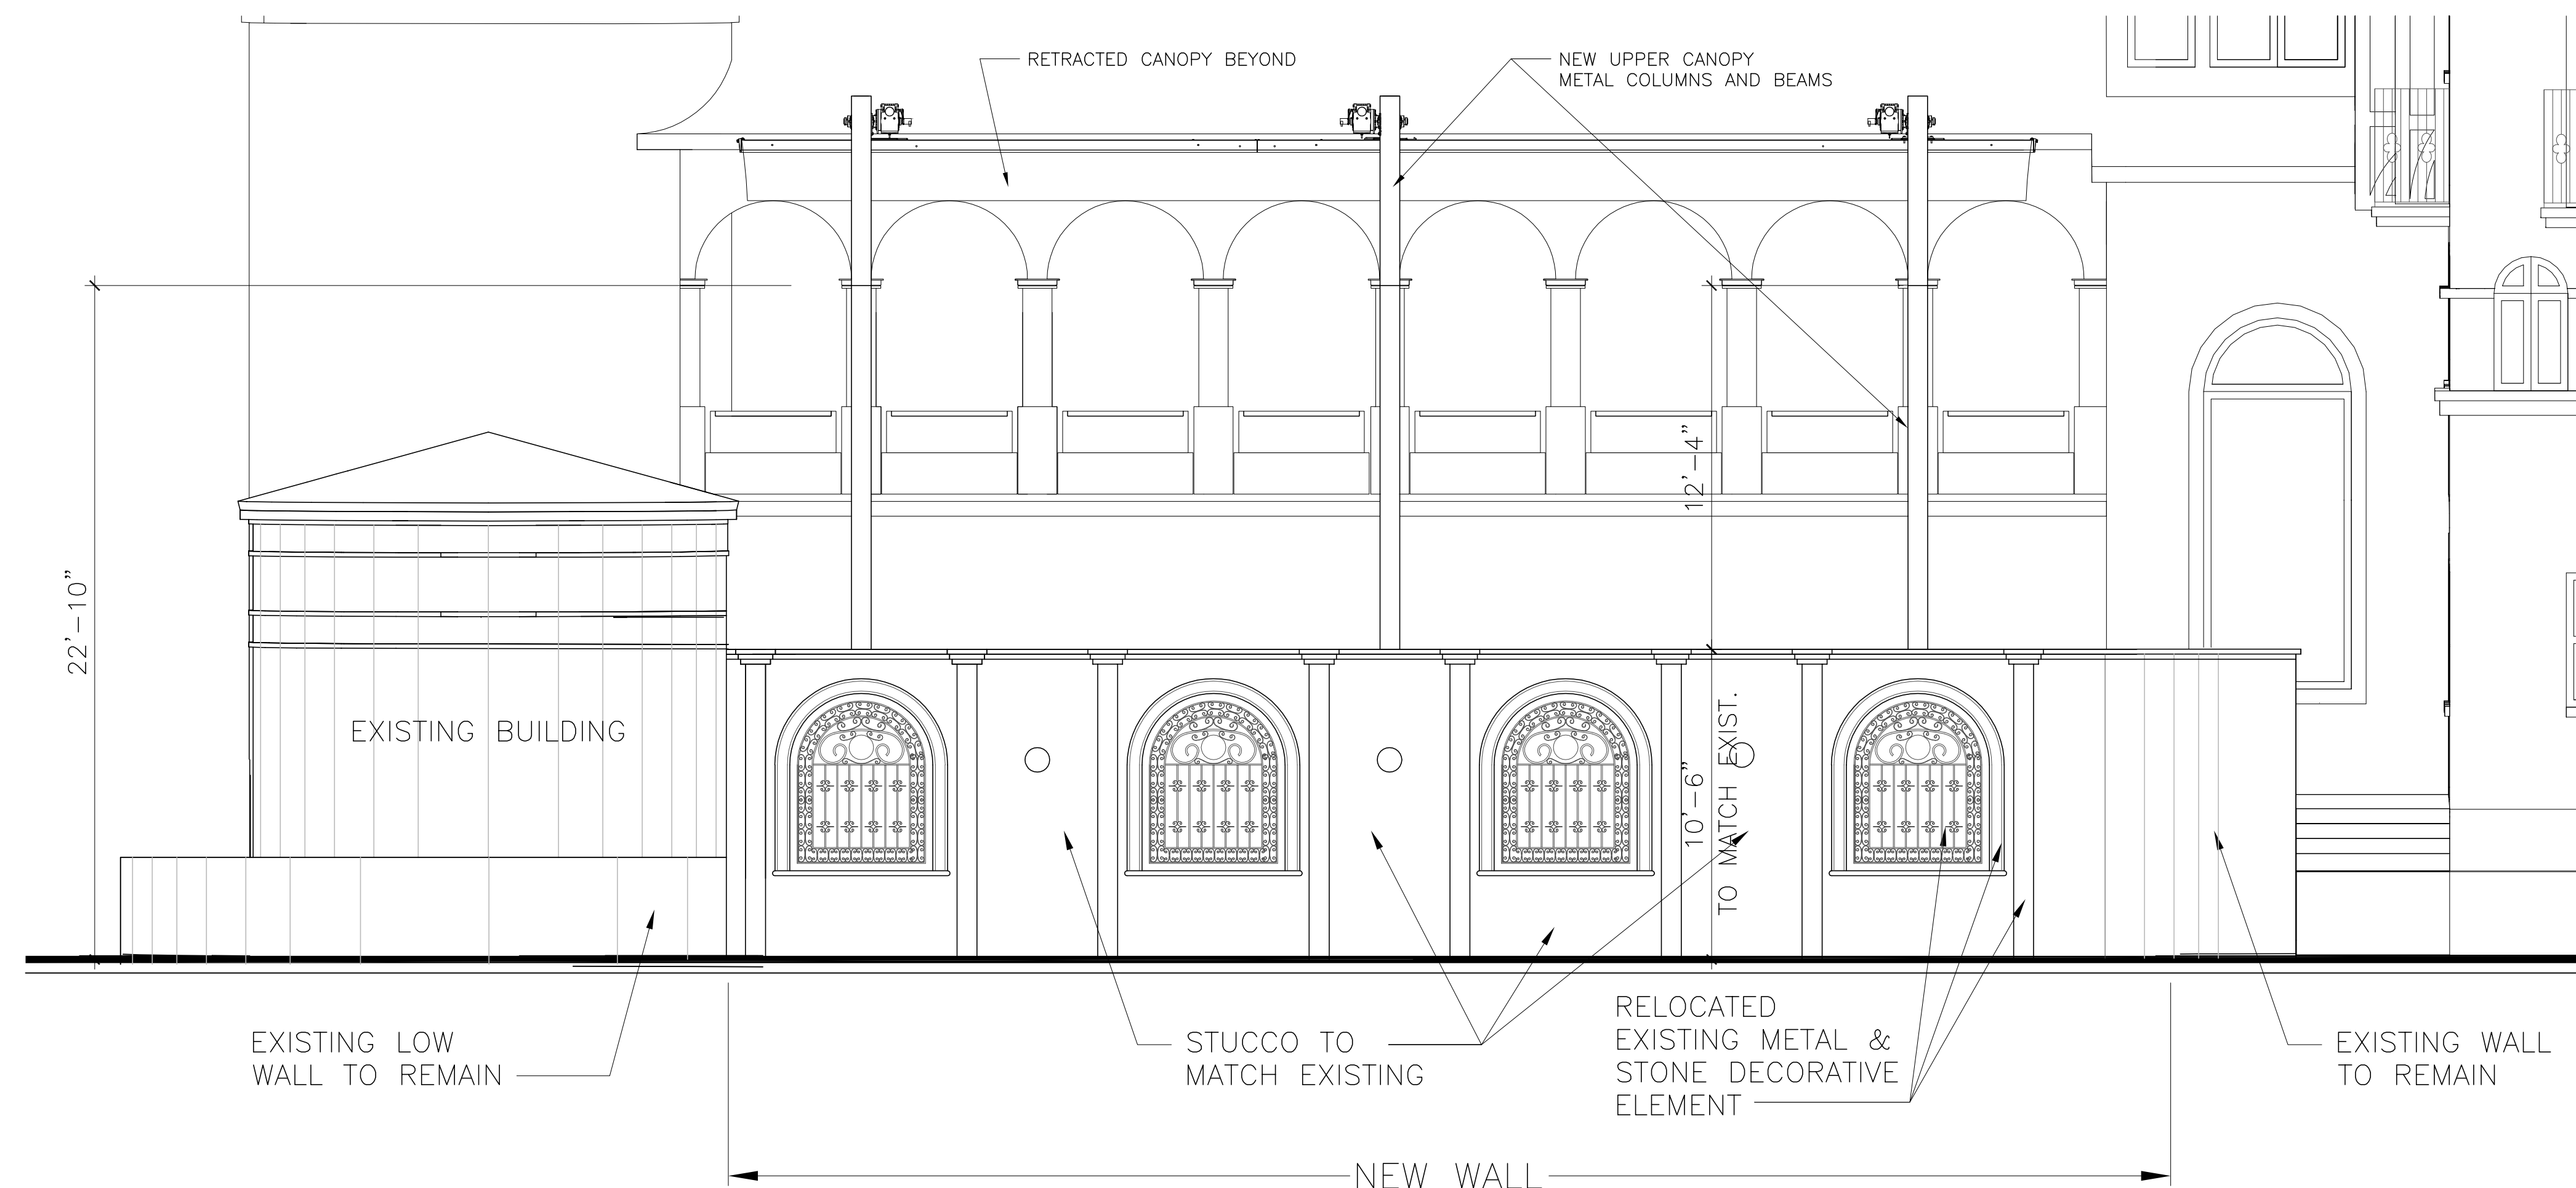 RETRACTED CANOPY BEYOND
NEW UPPER CANOPY
METAL COLUMNS AND BEAMS
22'-10"
12'-4"
10'-6"
TO MATCH EXIST.
EXISTING BUILDING
EXISTING LOW
WALL TO REMAIN
STUCCO TO
MATCH EXISTING
RELOCATED
EXISTING METAL &
STONE DECORATIVE
ELEMENT
EXISTING WALL
TO REMAIN
NEW WALL